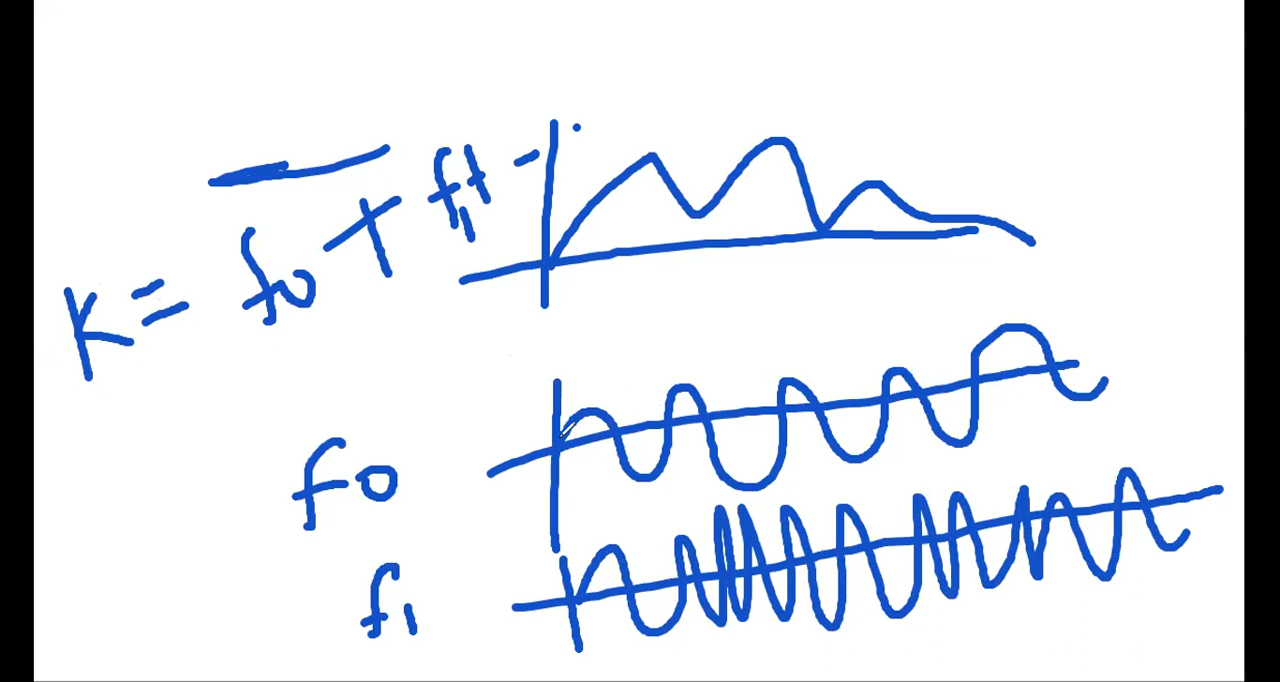 K = f0 + f1 + -
f0
f1